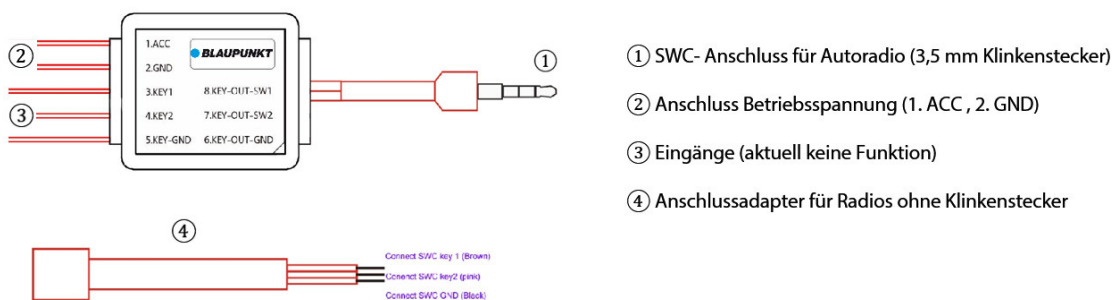 1.ACC
BLAUPUNKT
2.GND
3.KEY1 8.KEY-OUT-SW1
4.KEY2 7.KEY-OUT-SW2
5.KEY-GND 6.KEY-OUT-GND
②
③
①
① SWC- Anschluss für Autoradio (3,5 mm Klinkenstecker)
② Anschluss Betriebsspannung (1. ACC , 2. GND)
③ Eingänge (aktuell keine Funktion)
④ Anschlussadapter für Radios ohne Klinkenstecker
④
Connect SWC key 1 (Brown)
Conenct SWC key2 (pink)
Connect SWC GND (Black)